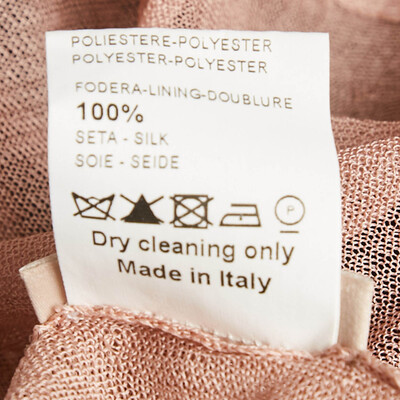 POLIESTERE-POLYESTER
POLYESTER-POLYESTER
FODERA-LINING-DOUBLURE
100%
SETA - SILK
SOIE - SEIDE
P
Dry cleaning only
Made in Italy